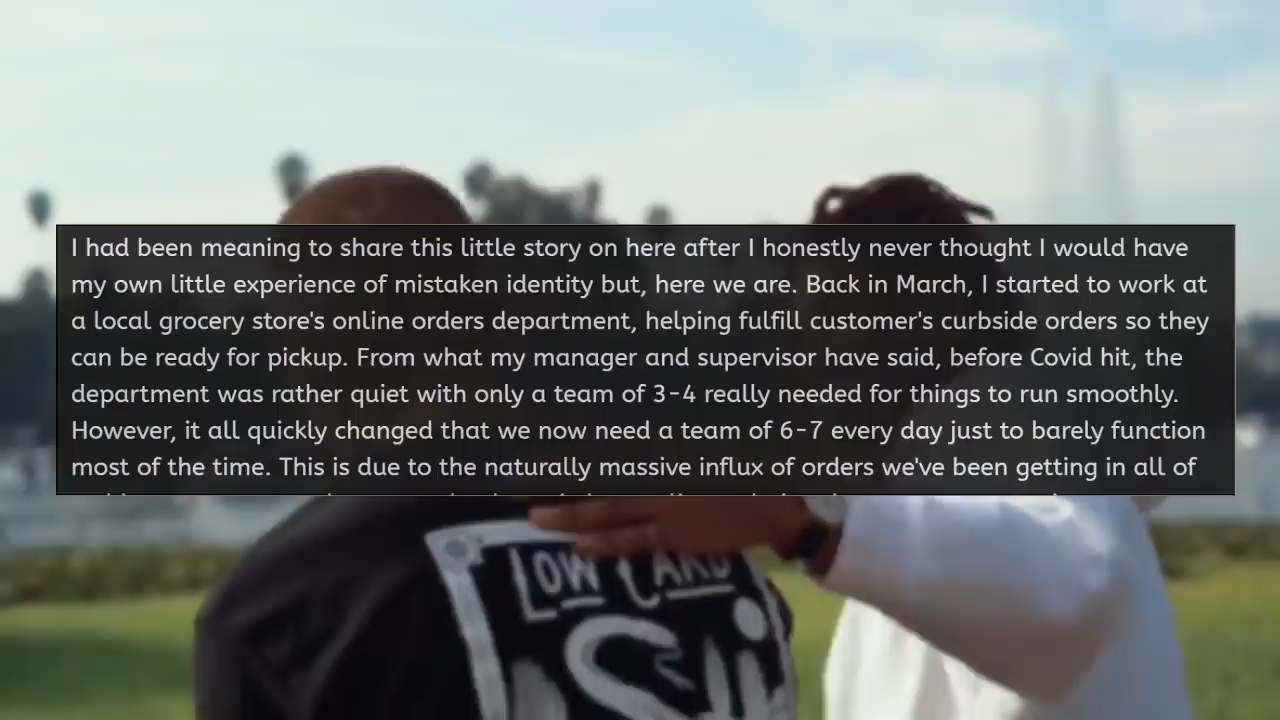 I had been meaning to share this little story on here after I honestly never thought I would have
my own little experience of mistaken identity but, here we are. Back in March, I started to work at
a local grocery store's online orders department, helping fulfill customer's curbside orders so they
can be ready for pickup. From what my manager and supervisor have said, before Covid hit, the
department was rather quiet with only a team of 3-4 really needed for things to run smoothly.
However, it all quickly changed that we now need a team of 6-7 every day just to barely function
most of the time. This is due to the naturally massive influx of orders we've been getting in all of
LOW CARD